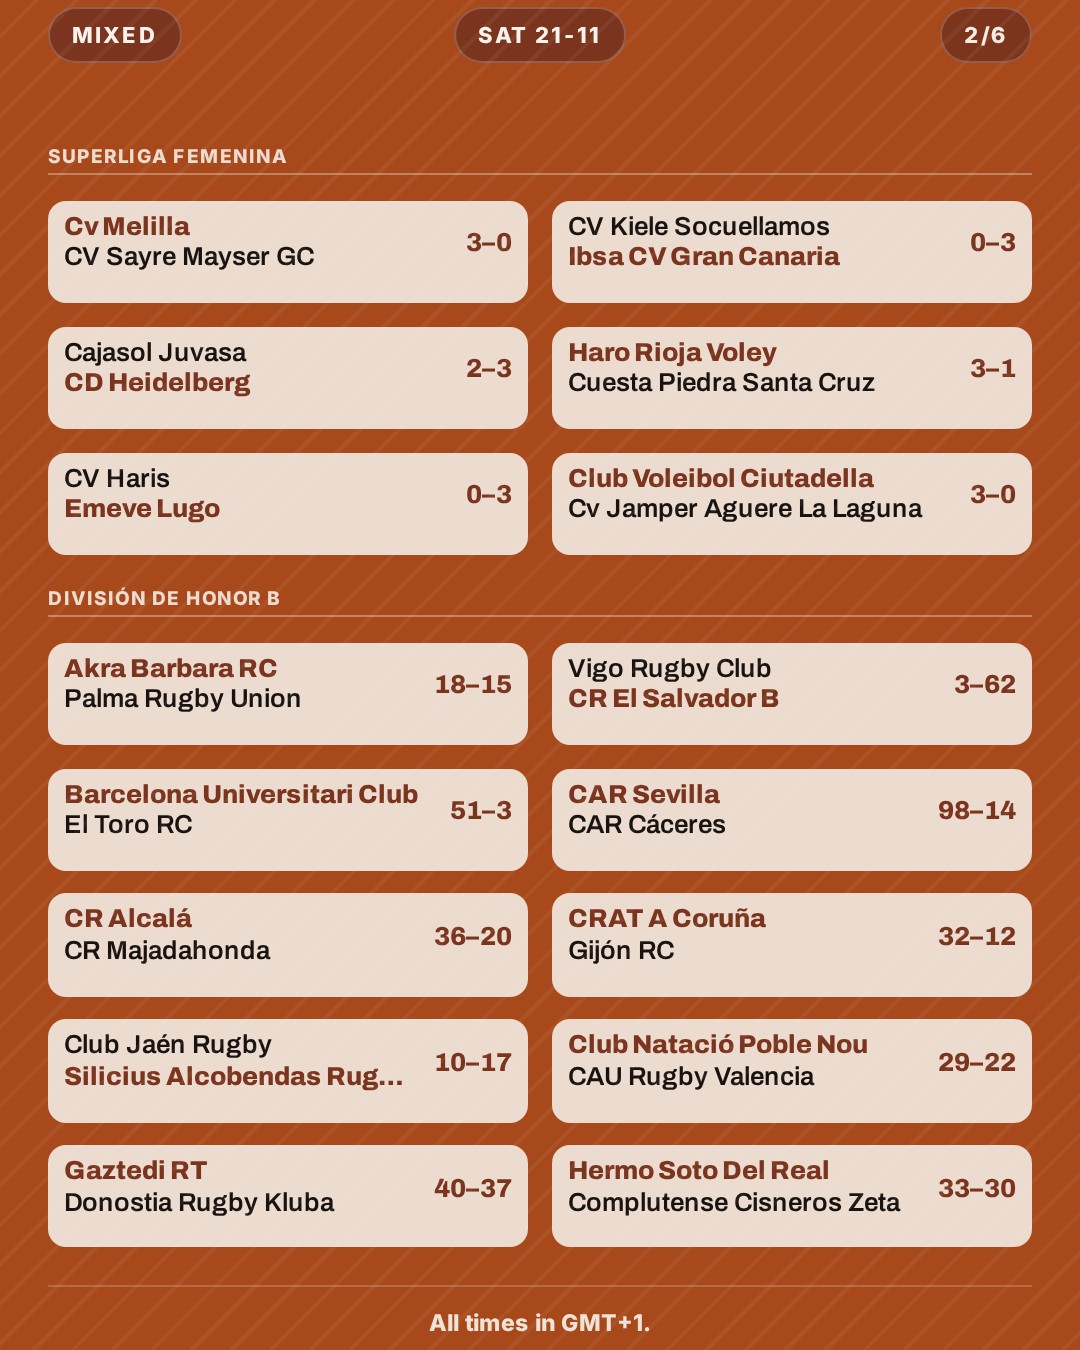 MIXED
SAT 21-11
2/6
SUPERLIGA FEMENINA
Cv Melilla
CV Sayre Mayser GC
3–0
CV Kiele Socuellamos
Ibsa CV Gran Canaria
0–3
Cajasol Juvasa
CD Heidelberg
2–3
Haro Rioja Voley
Cuesta Piedra Santa Cruz
3–1
CV Haris
Emeve Lugo
0–3
Club Voleibol Ciutadella
Cv Jamper Aguere La Laguna
3–0
DIVISIÓN DE HONOR B
Akra Barbara RC
Palma Rugby Union
18–15
Vigo Rugby Club
CR El Salvador B
3–62
Barcelona Universitari Club
El Toro RC
51–3
CAR Sevilla
CAR Cáceres
98–14
CR Alcalá
CR Majadahonda
36–20
CRAT A Coruña
Gijón RC
32–12
Club Jaén Rugby
Silicius Alcobendas Rug...
10–17
Club Natació Poble Nou
CAU Rugby Valencia
29–22
Gaztedi RT
Donostia Rugby Kluba
40–37
Hermo Soto Del Real
Complutense Cisneros Zeta
33–30
All times in GMT+1.